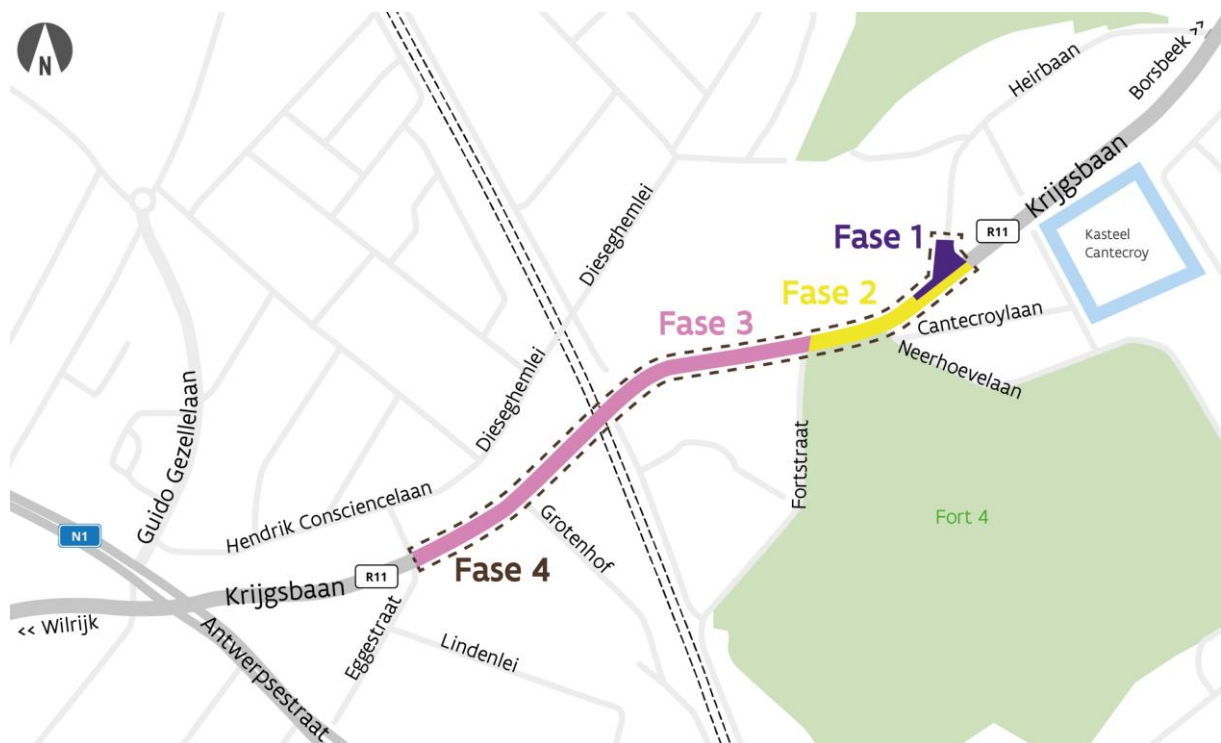 N
Heirbaan
Borsbeek >>
Krijgsbaan
Dieseghemlei
R11
Fase 1
Kasteel
Cantecroy
Fase 2
Cantecroylaan
Fase 3
Neerhoevelaan
Dieseghemlei
Guido Gezellelaan
Fortstraat
Hendrik Consciencelaan
Grotenhof
Fort 4
N1
Fase 4
R11
Krijgsbaan
<< Wilrijk
Eggestraat
Lindenlei
Antwerpsestraat